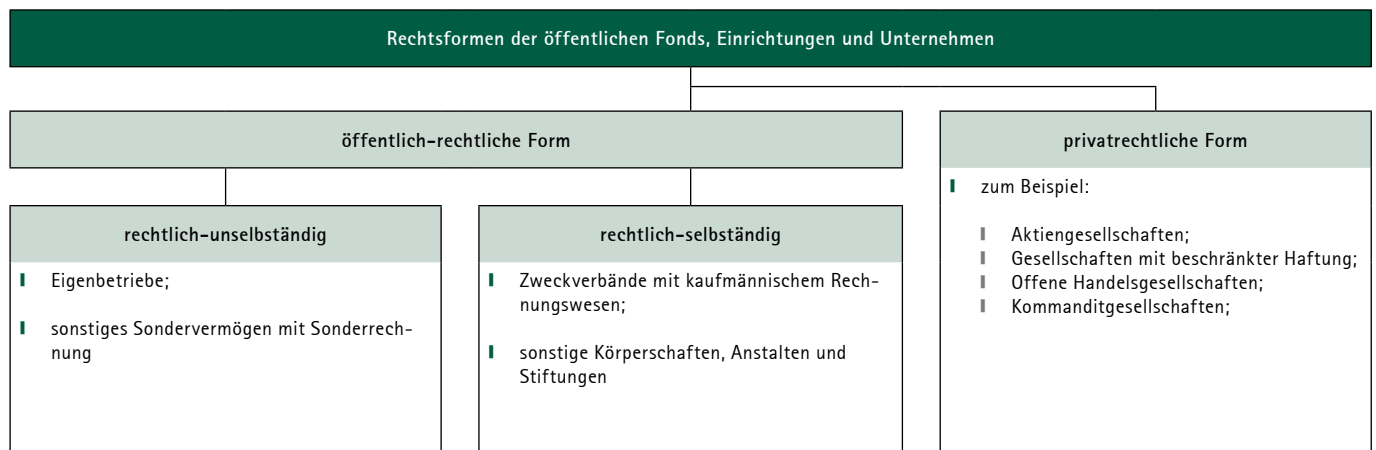 Rechtsformen der öffentlichen Fonds, Einrichtungen und Unternehmen
öffentlich-rechtliche Form
rechtlich-unselbständig
Eigenbetriebe;
sonstiges Sondervermögen mit Sonderrech-
nung
rechtlich-selbständig
Zweckverbände mit kaufmännischem Rech-
nungswesen;
sonstige Körperschaften, Anstalten und
Stiftungen
privatrechtliche Form
zum Beispiel:
Aktiengesellschaften;
Gesellschaften mit beschränkter Haftung;
Offene Handelsgesellschaften;
Kommanditgesellschaften;